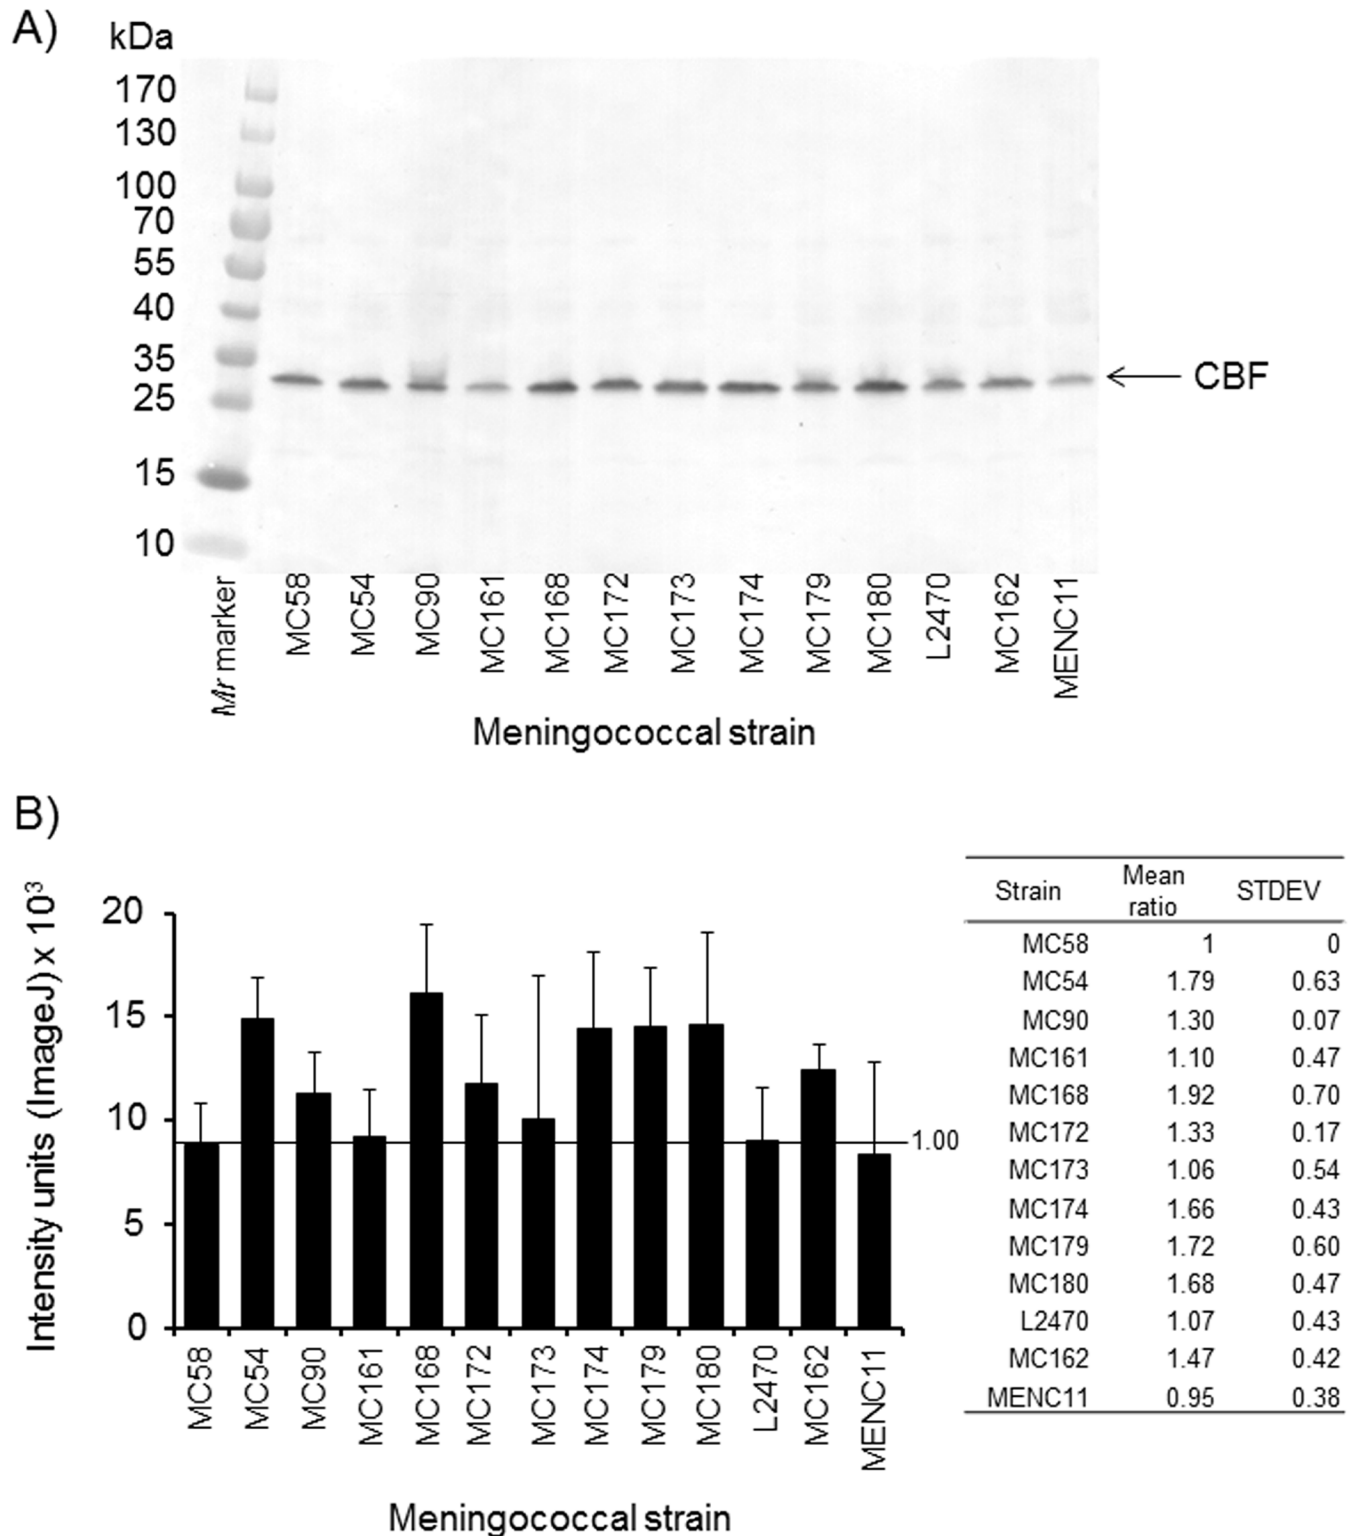 A)
kDa
170
130
100
70
55
40
35
25
15
10
CBF
Mr marker
MC58
MC54
MC90
MC161
MC168
MC172
MC173
MC174
MC179
MC180
L2470
MC162
MENC11
Meningococcal strain
B)
Intensity units (ImageJ) x 10³
20
15
10
5
0
1.00
MC58
MC54
MC90
MC161
MC168
MC172
MC173
MC174
MC179
MC180
L2470
MC162
MENC11
Meningococcal strain
Strain Mean ratio STDEV
MC58 1 0
MC54 1.79 0.63
MC90 1.30 0.07
MC161 1.10 0.47
MC168 1.92 0.70
MC172 1.33 0.17
MC173 1.06 0.54
MC174 1.66 0.43
MC179 1.72 0.60
MC180 1.68 0.47
L2470 1.07 0.43
MC162 1.47 0.42
MENC11 0.95 0.38